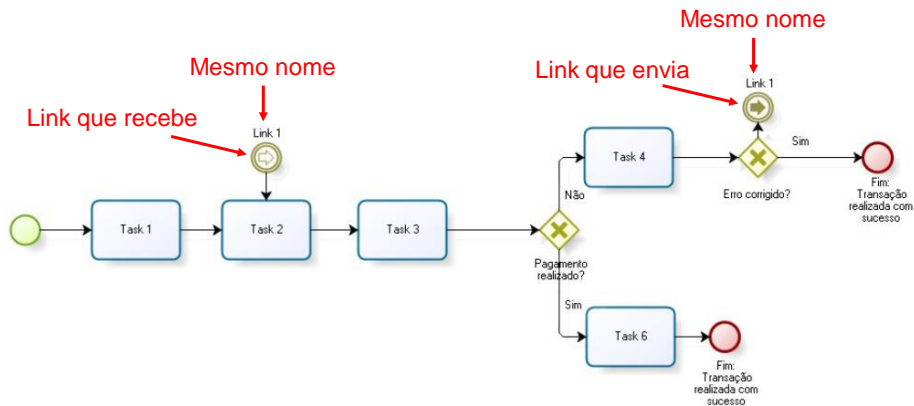 Mesmo nome
Link que recebe
Link 1
Mesmo nome
Link que envia
Link 1
Task 1
Task 2
Task 3
Pagamento
realizado?
Não
Task 4
Erro corrigido?
Sim
Fim:
Transação
realizada com
sucesso
Sim
Task 6
Fim:
Transação
realizada com
sucesso